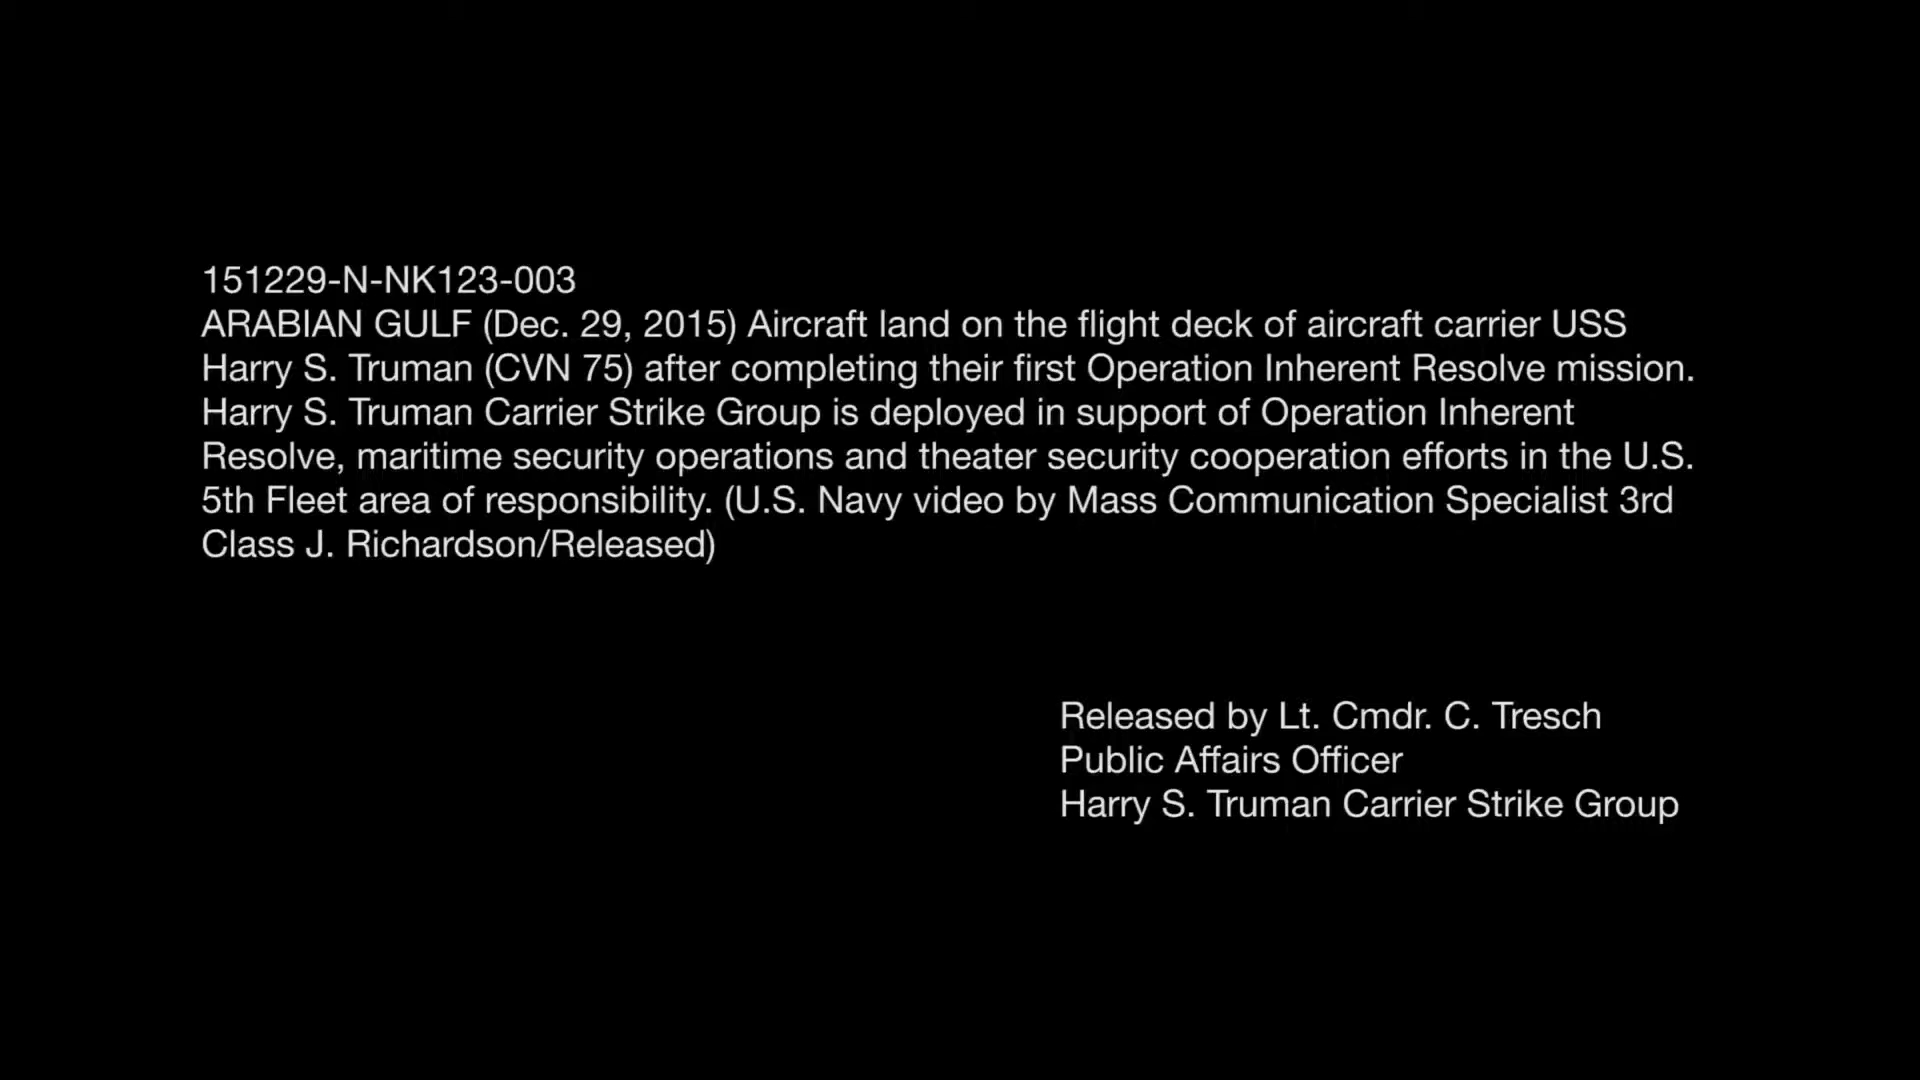 151229-N-NK123-003
ARABIAN GULF (Dec. 29, 2015) Aircraft land on the flight deck of aircraft carrier USS
Harry S. Truman (CVN 75) after completing their first Operation Inherent Resolve mission.
Harry S. Truman Carrier Strike Group is deployed in support of Operation Inherent
Resolve, maritime security operations and theater security cooperation efforts in the U.S.
5th Fleet area of responsibility. (U.S. Navy video by Mass Communication Specialist 3rd
Class J. Richardson/Released)
Released by Lt. Cmdr. C. Tresch
Public Affairs Officer
Harry S. Truman Carrier Strike Group